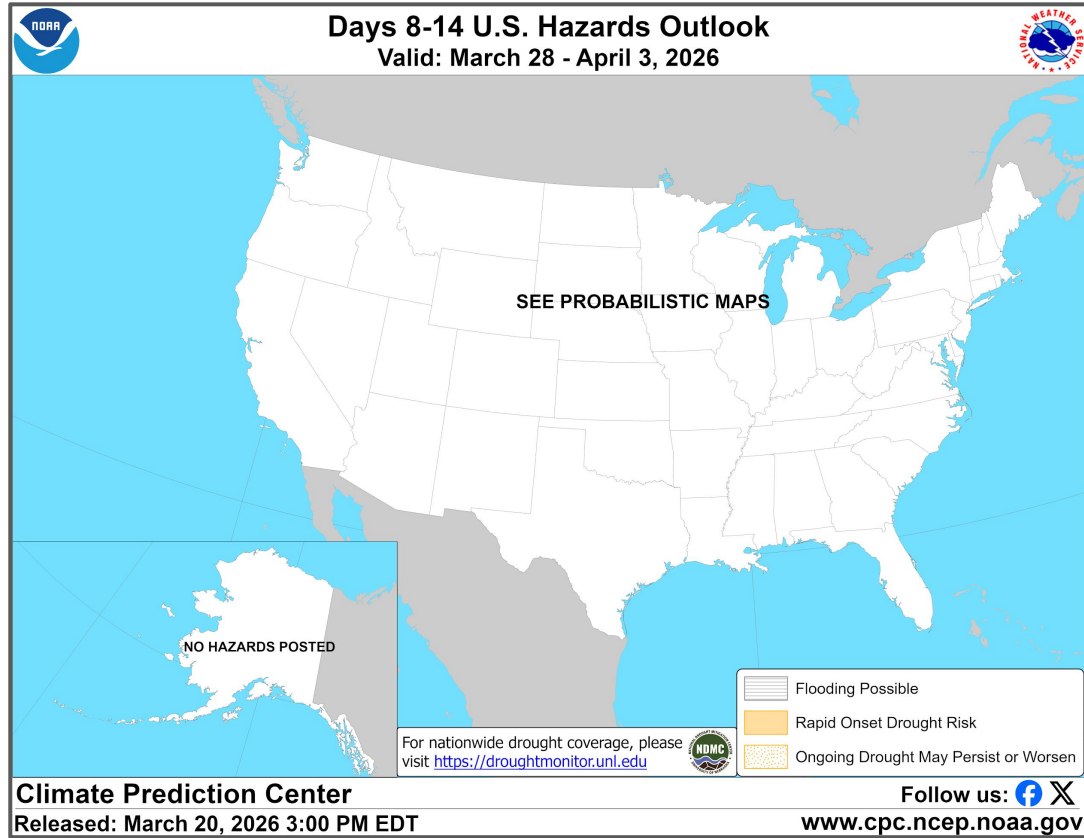 NOAA
Days 8-14 U.S. Hazards Outlook
Valid: March 28 - April 3, 2026
NATIONAL WEATHER SERVICE
SEE PROBABILISTIC MAPS
NO HAZARDS POSTED
Flooding Possible
Rapid Onset Drought Risk
Ongoing Drought May Persist or Worsen
For nationwide drought coverage, please
visit https://droughtmonitor.unl.edu
NDMC
Climate Prediction Center
Follow us:
Released: March 20, 2026 3:00 PM EDT
www.cpc.ncep.noaa.gov